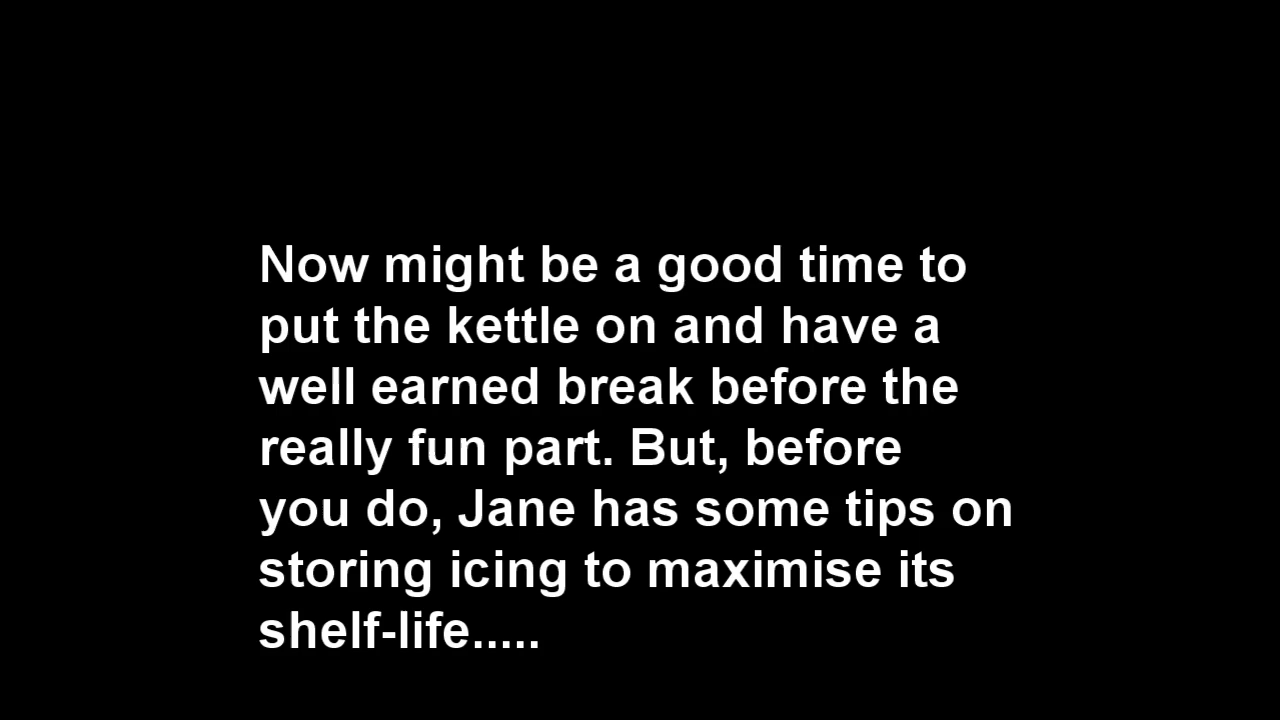 Now might be a good time to
put the kettle on and have a
well earned break before the
really fun part. But, before
you do, Jane has some tips on
storing icing to maximise its
shelf-life.....